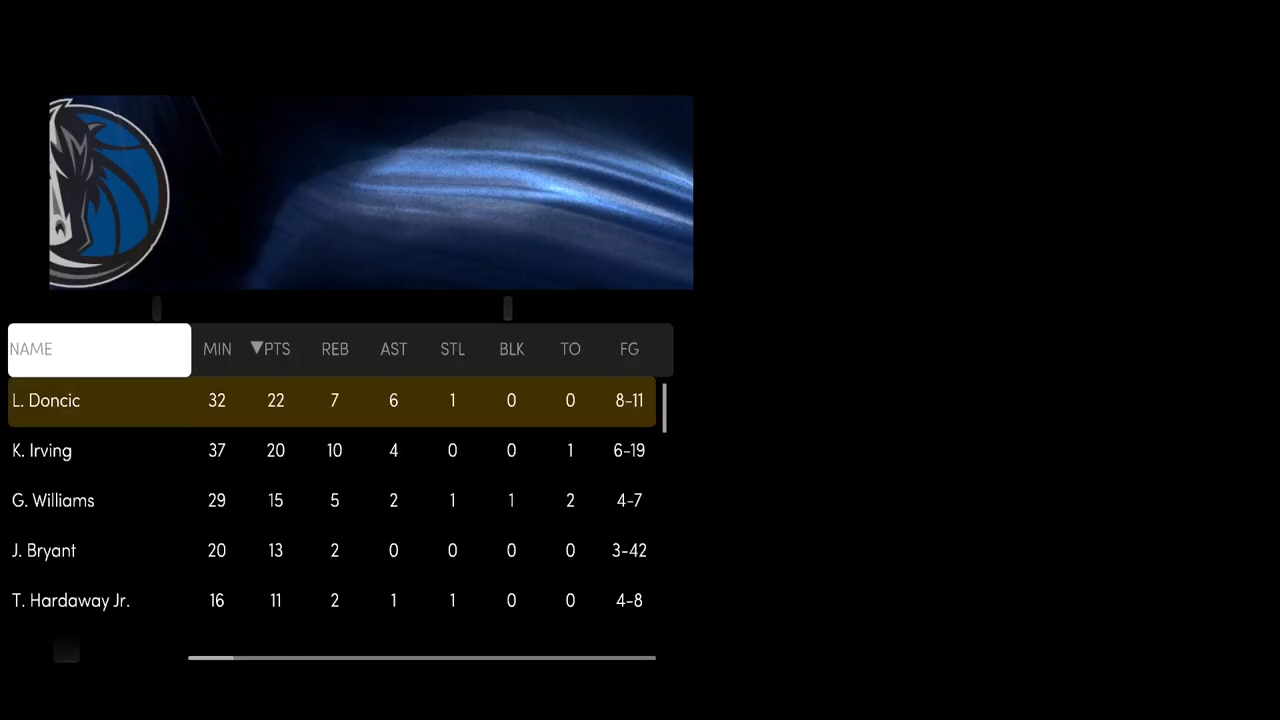 NAME MIN ▼PTS REB AST STL BLK TO FG
L. Doncic 32 22 7 6 1 0 0 8-11
K. Irving 37 20 10 4 0 0 1 6-19
G. Williams 29 15 5 2 1 1 2 4-7
J. Bryant 20 13 2 0 0 0 0 3-42
T. Hardaway Jr. 16 11 2 1 1 0 0 4-8